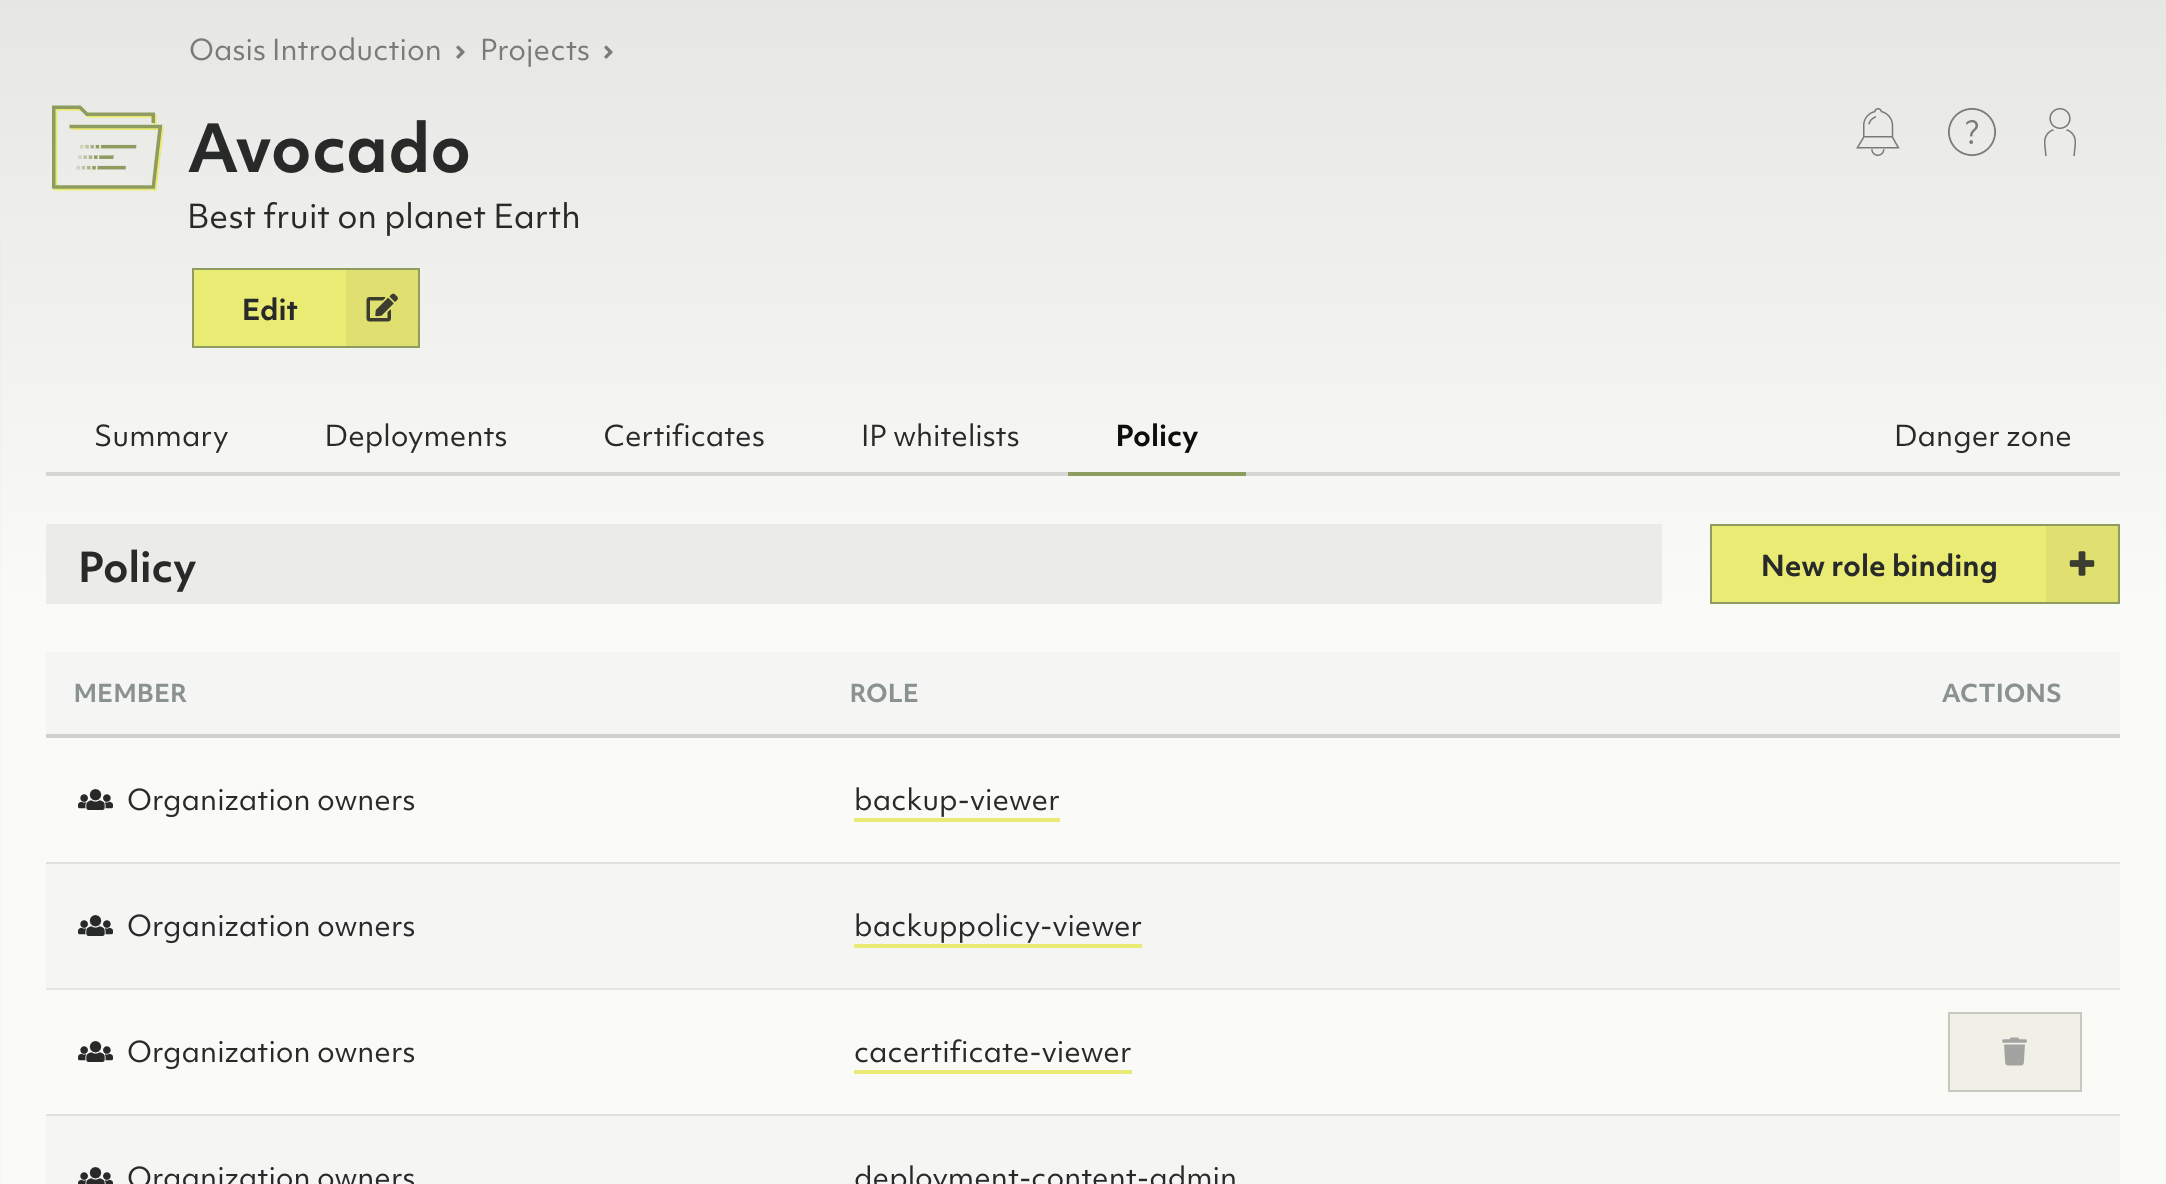 Oasis Introduction > Projects >
Avocado
Best fruit on planet Earth
Edit
Summary Deployments Certificates IP whitelists Policy Danger zone
Policy New role binding
MEMBER ROLE ACTIONS
Organization owners backup-viewer
Organization owners backuppolicy-viewer
Organization owners cacertificate-viewer
Organization owners deployment-content-admin